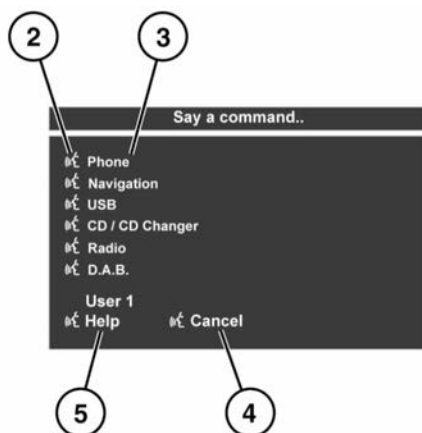 2 3
Say a command..
Phone
Navigation
USB
CD / CD Changer
Radio
D.A.B.
User 1
Help Cancel
5 4